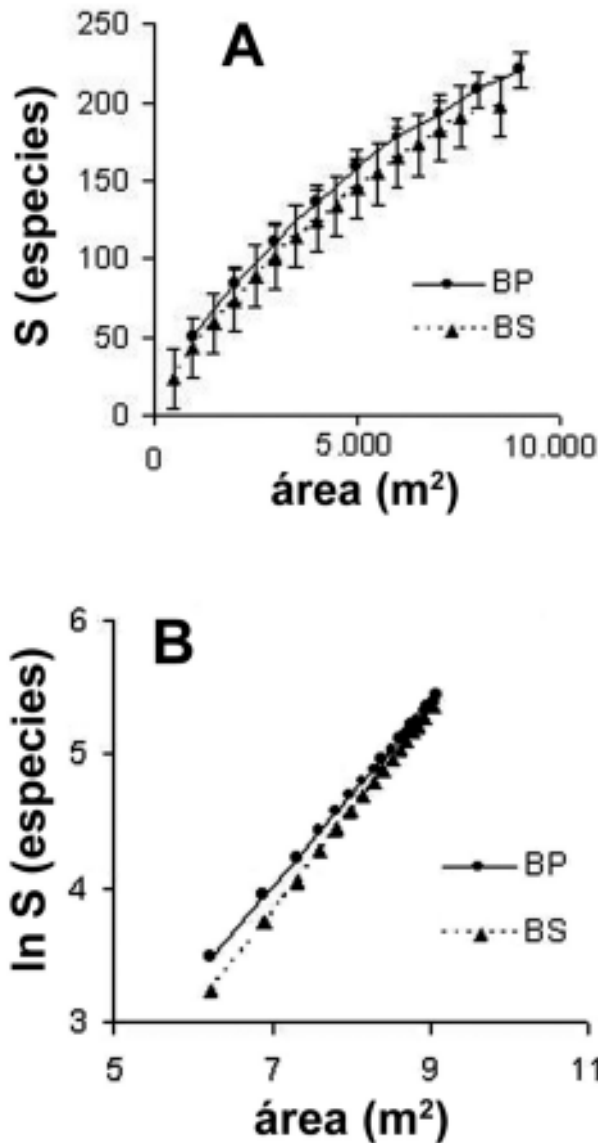 A
250
200
150
100
50
0
S (especies)
BP
BS
0 5.000 10.000
área (m²)
B
6
5
4
3
ln S (especies)
BP
BS
5 7 9 11
área (m²)